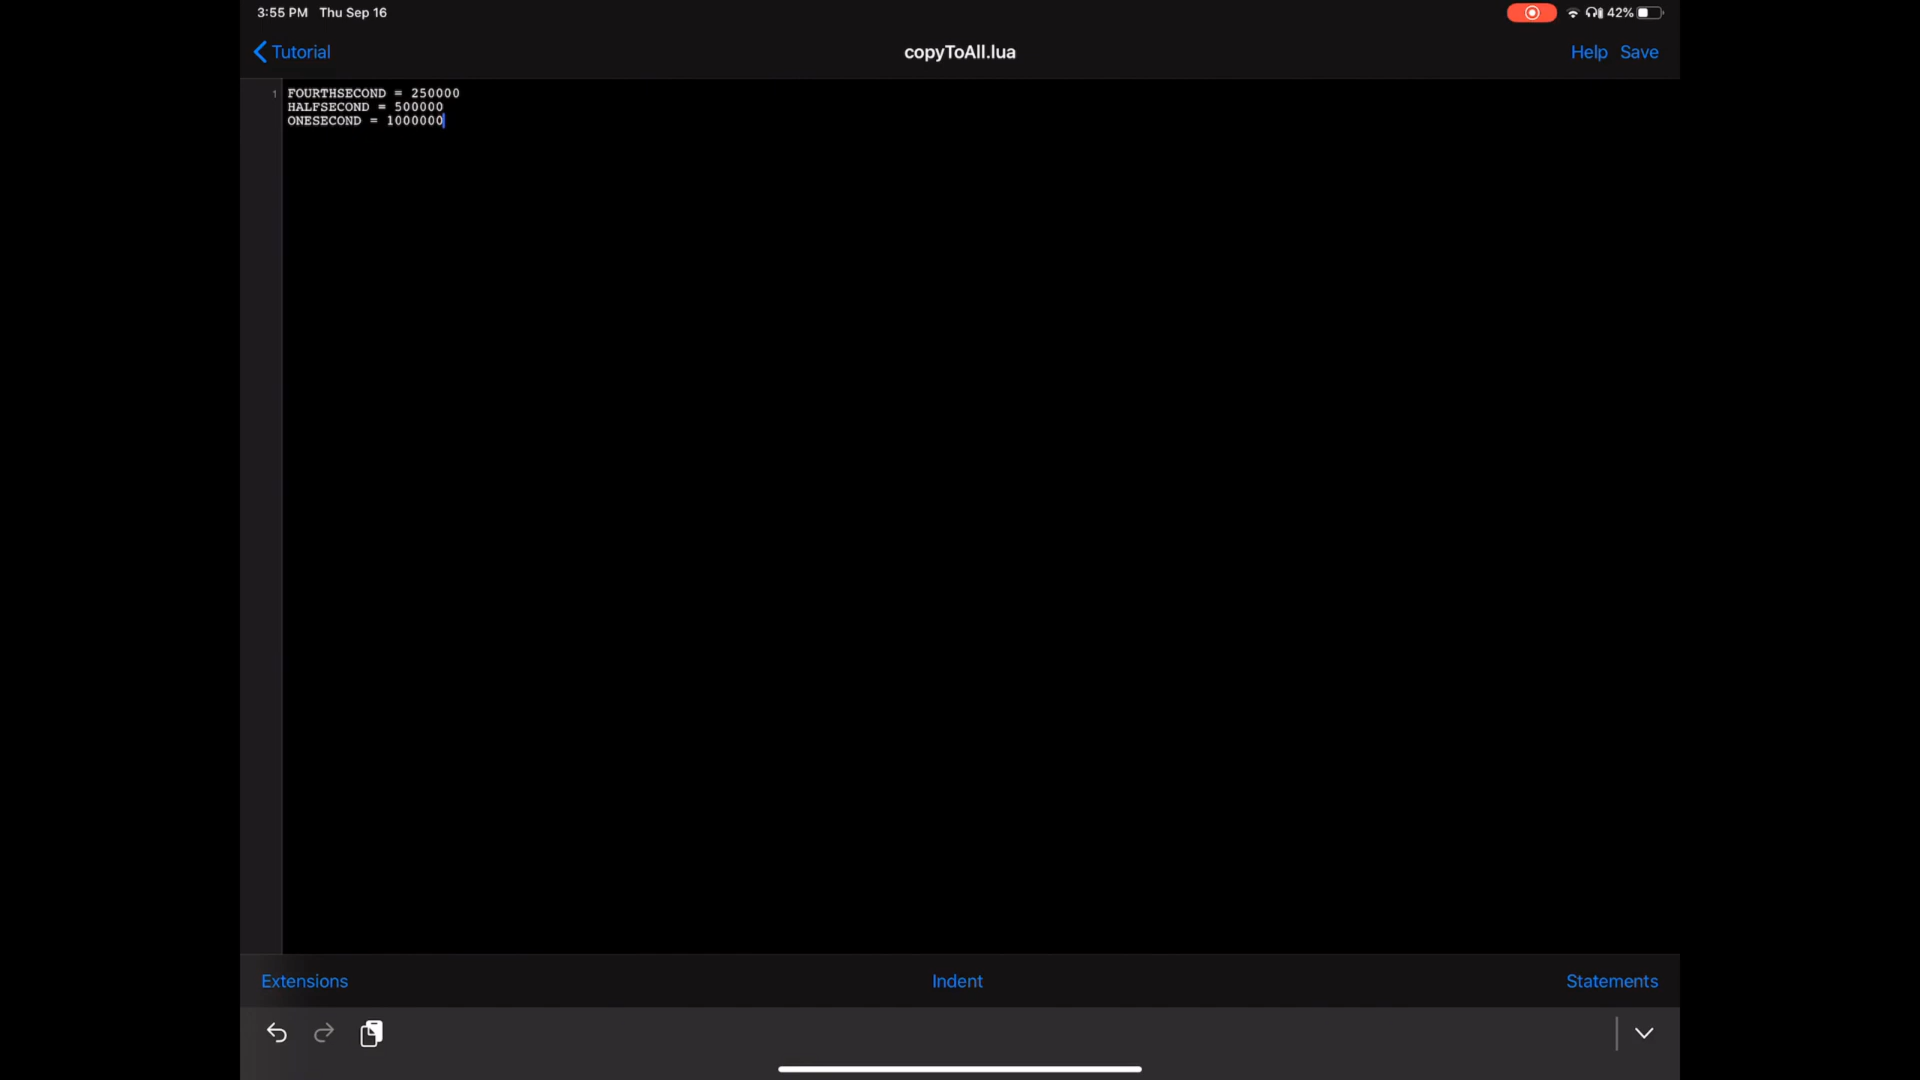 3:55 PM Thu Sep 16
42%
Tutorial
copyToAll.lua
Help Save
1 FOURTHSECOND = 250000
HALFSECOND = 500000
ONESECOND = 1000000
Extensions
Indent
Statements